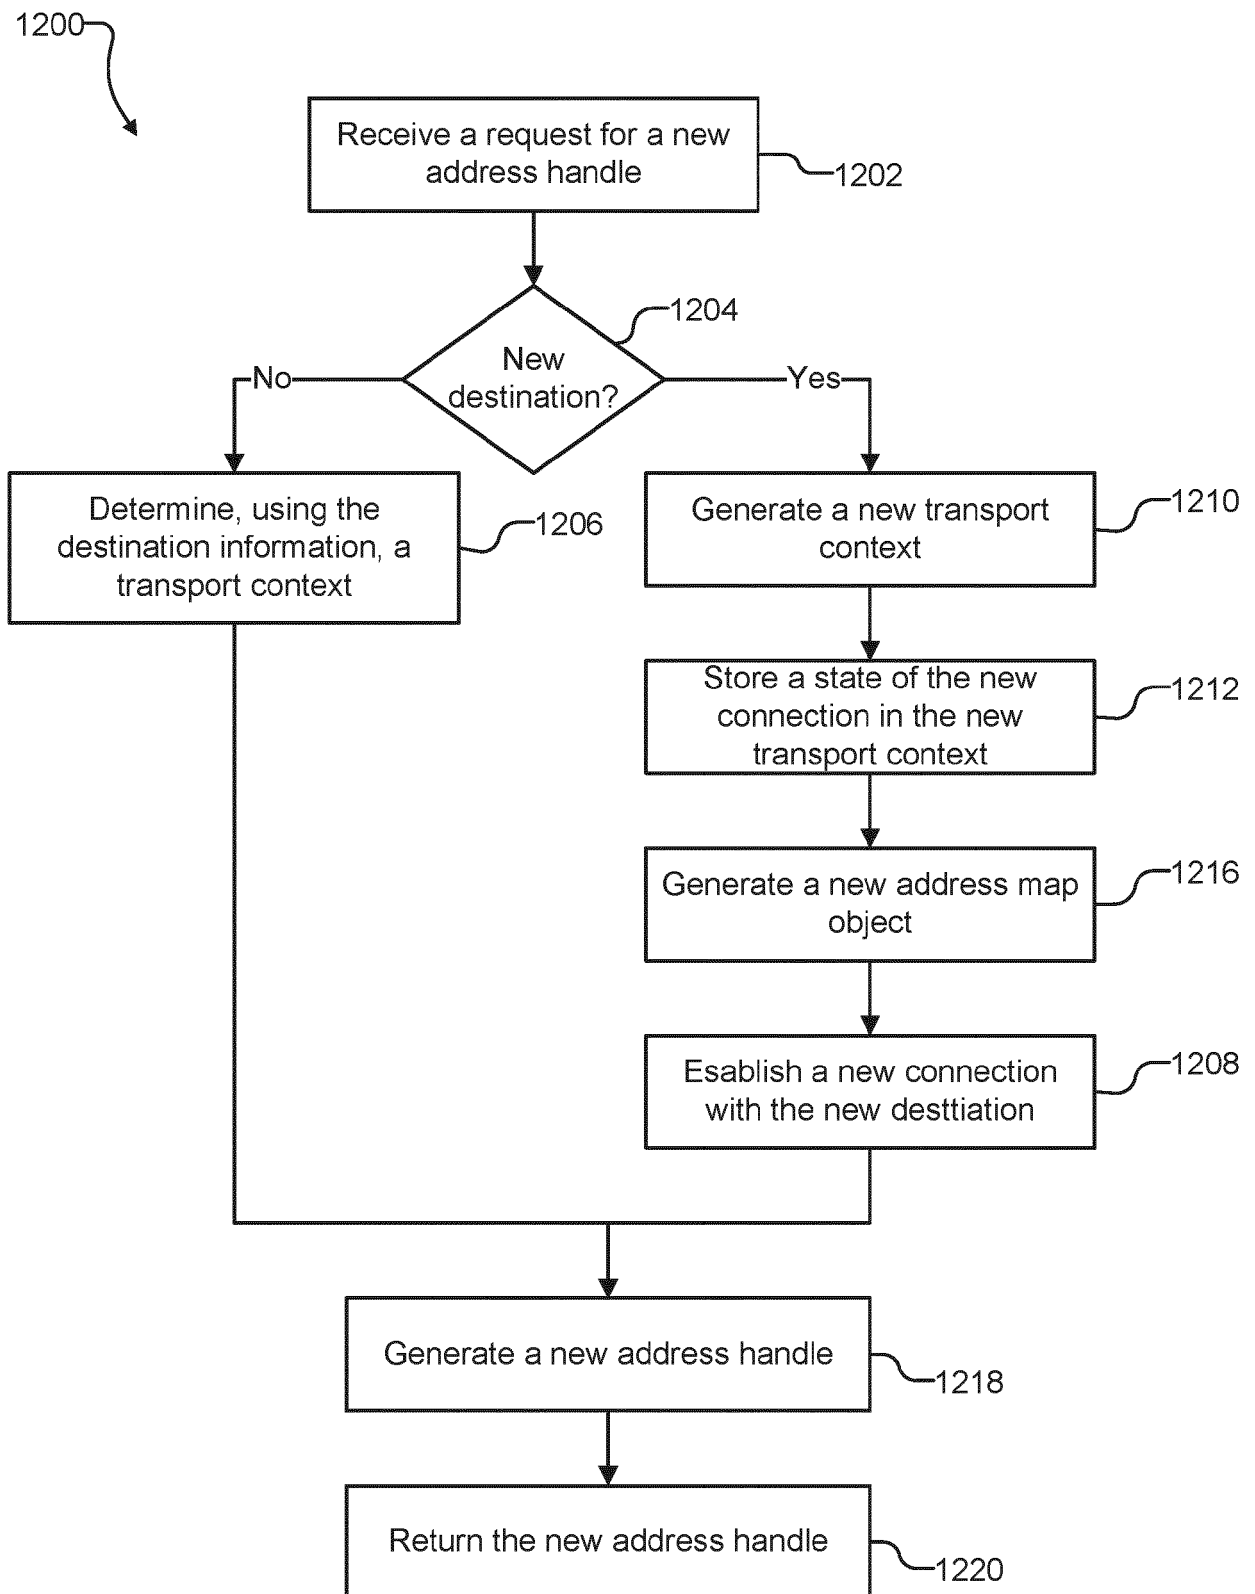 1200
Receive a request for a new
address handle
1202
1204
New
destination?
No
Yes
Determine, using the
destination information, a
transport context
1206
Generate a new transport
context
1210
Store a state of the new
connection in the new
transport context
1212
Generate a new address map
object
1216
Esablish a new connection
with the new desttiation
1208
Generate a new address handle
1218
Return the new address handle
1220